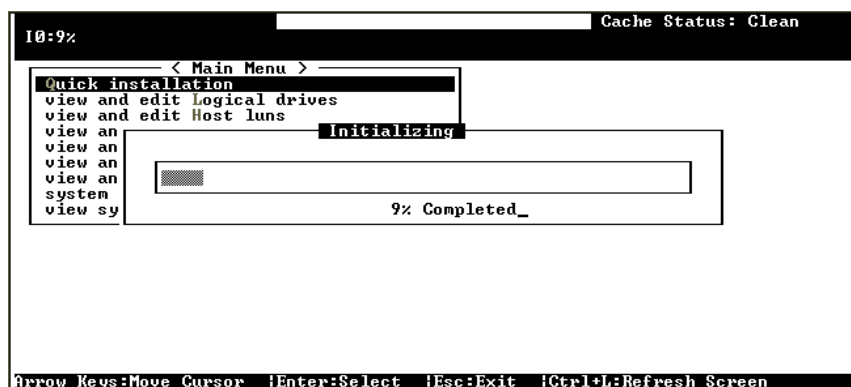 Cache Status: Clean
I0:9%
< Main Menu >
Quick installation
view and edit Logical drives
view and edit Host luns
view an
view an
view an
view an
system
view sy
Initializing
9% Completed_
Arrow Keys:Move Cursor |Enter:Select |Esc:Exit |Ctrl+L:Refresh Screen